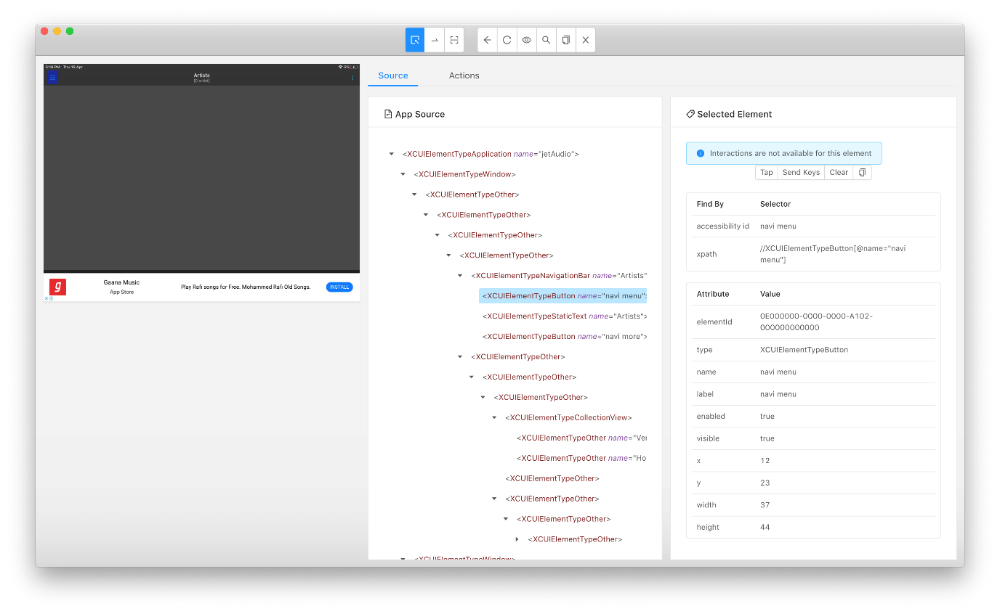 5:18 PM Thu 16 Apr
5%
Artists
[0 artist]
Gaana Music
App Store
Play Rafi songs for Free. Mohammed Rafi Old Songs.
INSTALL
Source
Actions
App Source
<XCUIElementTypeApplication name="jetAudio">
<XCUIElementTypeWindow>
<XCUIElementTypeOther>
<XCUIElementTypeOther>
<XCUIElementTypeOther>
<XCUIElementTypeOther>
<XCUIElementTypeNavigationBar name="Artists"
<XCUIElementTypeButton name="navi menu">
<XCUIElementTypeStaticText name="Artists">
<XCUIElementTypeButton name="navi more">
<XCUIElementTypeOther>
<XCUIElementTypeOther>
<XCUIElementTypeOther>
<XCUIElementTypeCollectionView>
<XCUIElementTypeOther name="Ver
<XCUIElementTypeOther name="Ho
<XCUIElementTypeOther>
<XCUIElementTypeOther>
<XCUIElementTypeOther>
<XCUIElementTypeOther>
<XCUIElementTypeWindow>
Selected Element
Interactions are not available for this element
Tap
Send Keys
Clear
Find By Selector
accessibility id navi menu
xpath //XCUIElementTypeButton[@name="navi
menu"]
Attribute Value
elementId 0E000000-0000-0000-A102-
000000000000
type XCUIElementTypeButton
name navi menu
label navi menu
enabled true
visible true
x 12
y 23
width 37
height 44